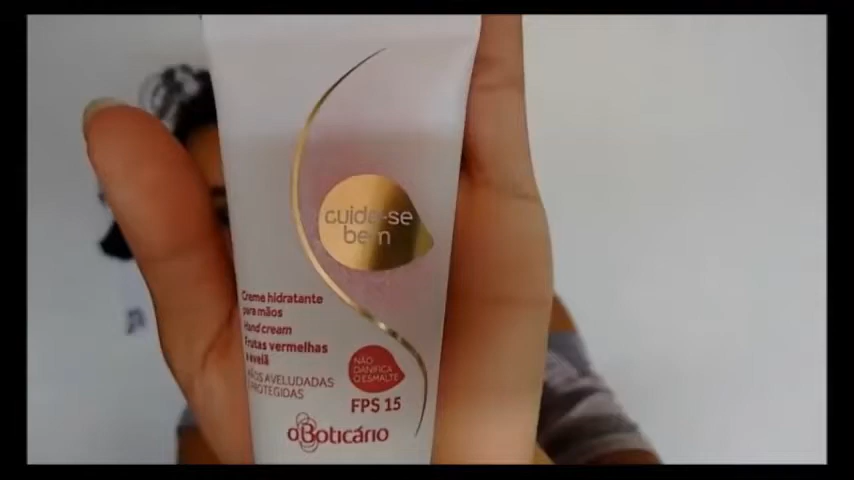 cuida-se
bem
Creme hidratante
para mãos
Hand cream
Frutas vermelhas
e avelã
MÃOS AVELUDADAS
E PROTEGIDAS
NÃO
DANIFICA
O ESMALTE
FPS 15
oBoticário